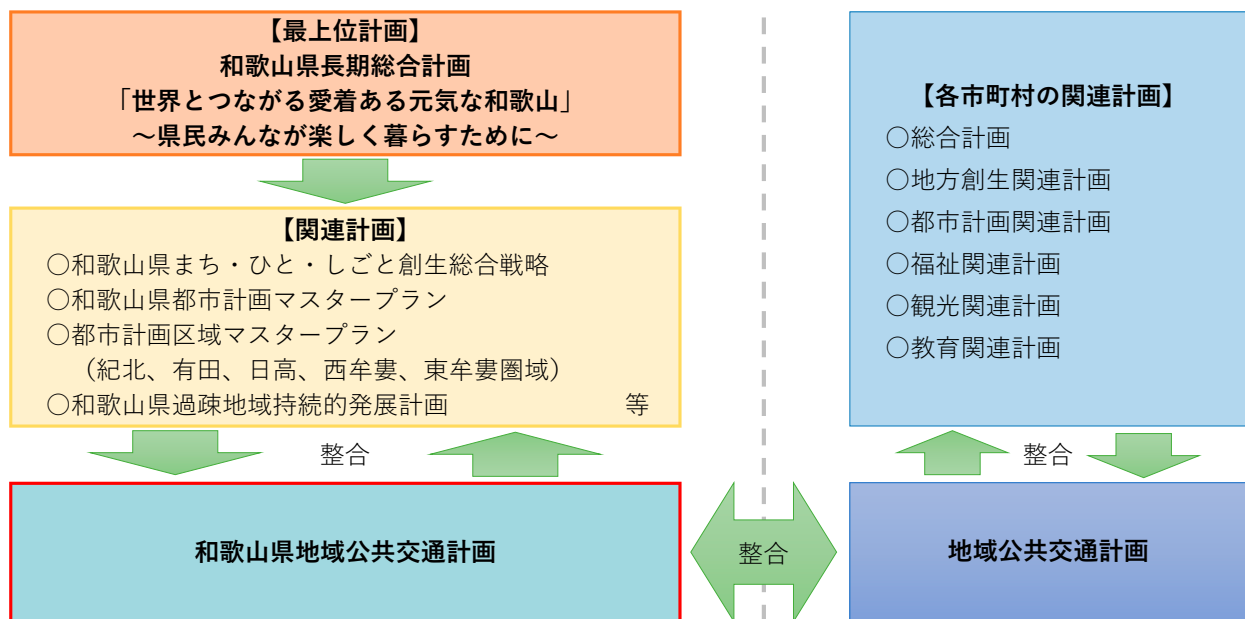 【最上位計画】
和歌山県長期総合計画
「世界とつながる愛着ある元気な和歌山」
～県民みんなが楽しく暮らすために～
【関連計画】
○和歌山県まち・ひと・しごと創生総合戦略
○和歌山県都市計画マスタープラン
○都市計画区域マスタープラン
（紀北、有田、日高、西牟婁、東牟婁圏域）
○和歌山県過疎地域持続的発展計画 等
整合
和歌山県地域公共交通計画
整合
【各市町村の関連計画】
○総合計画
○地方創生関連計画
○都市計画関連計画
○福祉関連計画
○観光関連計画
○教育関連計画
整合
地域公共交通計画